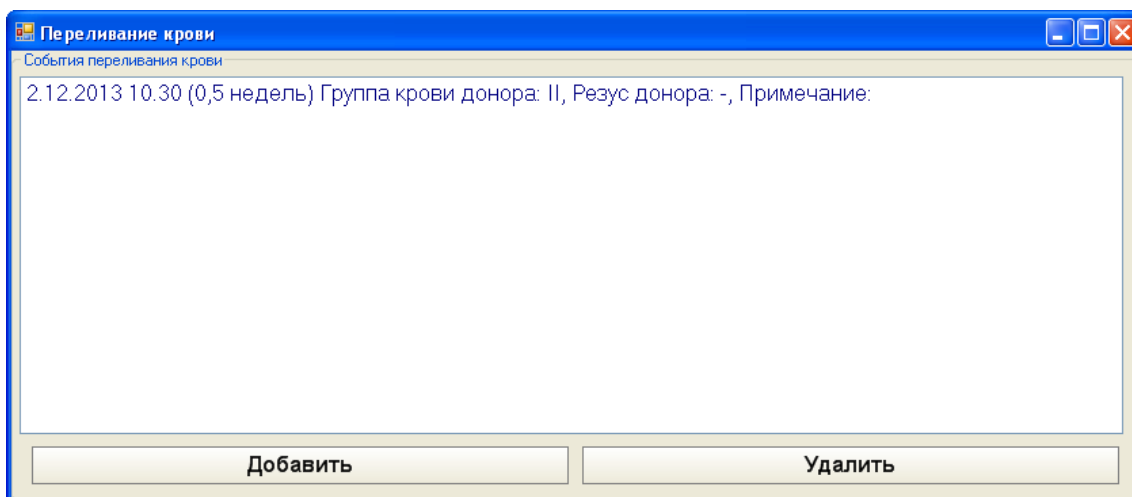 Переливание крови
События переливания крови
2.12.2013 10.30 (0,5 недель) Группа крови донора: II, Резус донора: -, Примечание:
Добавить
Удалить